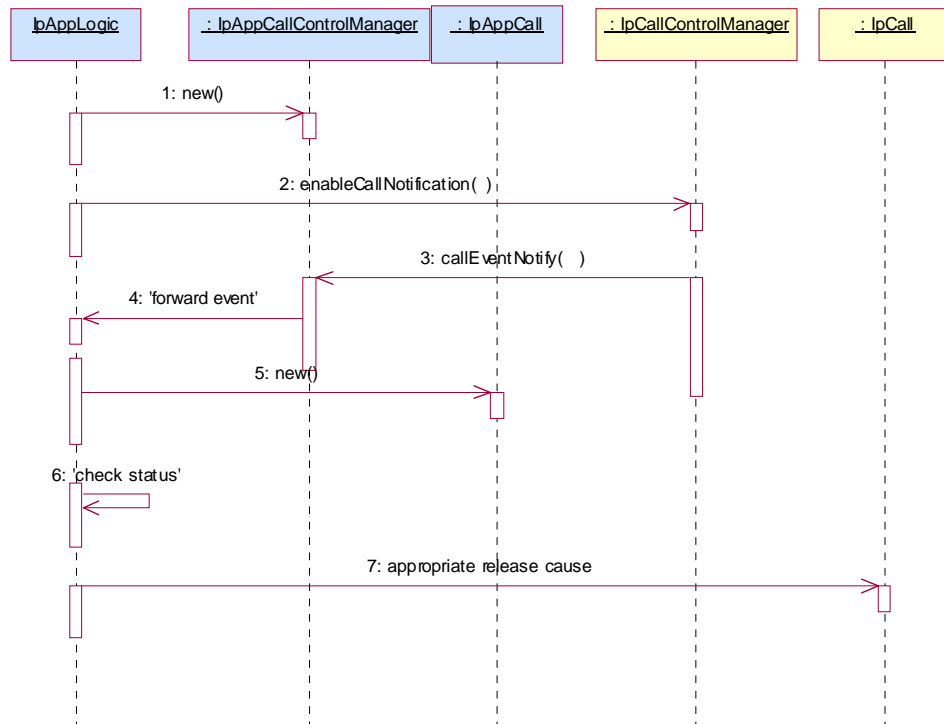 IpAppLogic
: IpAppCallControlManager
: IpAppCall
: IpCallControlManager
: IpCall
1: new()
2: enableCallNotification( )
3: callEventNotify( )
4: 'forward event'
5: new()
6: 'check status'
7: appropriate release cause